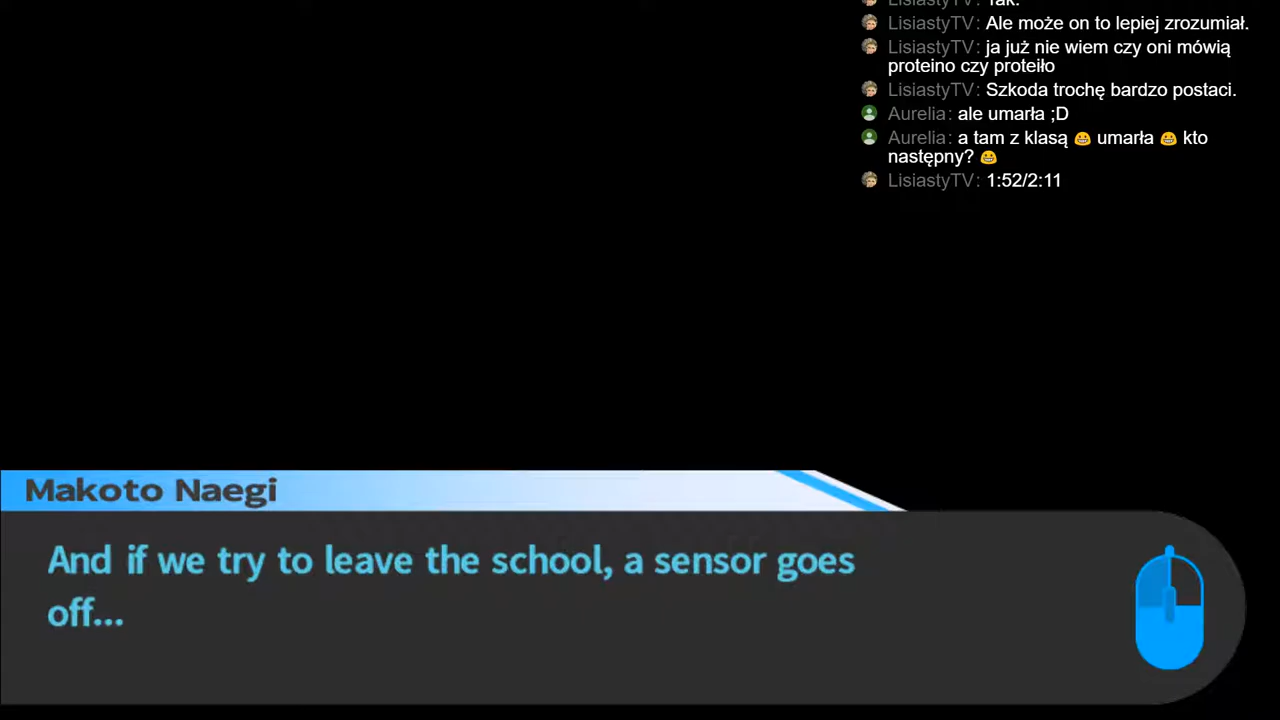 LisiastyTV: Tak.
LisiastyTV: Ale może on to lepiej zrozumiał.
LisiastyTV: ja już nie wiem czy oni mówią
proteino czy proteiło
LisiastyTV: Szkoda trochę bardzo postaci.
Aurelia: ale umarła ;D
Aurelia: a tam z klasą 😀 umarła 😀 kto
następny? 😀
LisiastyTV: 1:52/2:11
Makoto Naegi
And if we try to leave the school, a sensor goes
off...